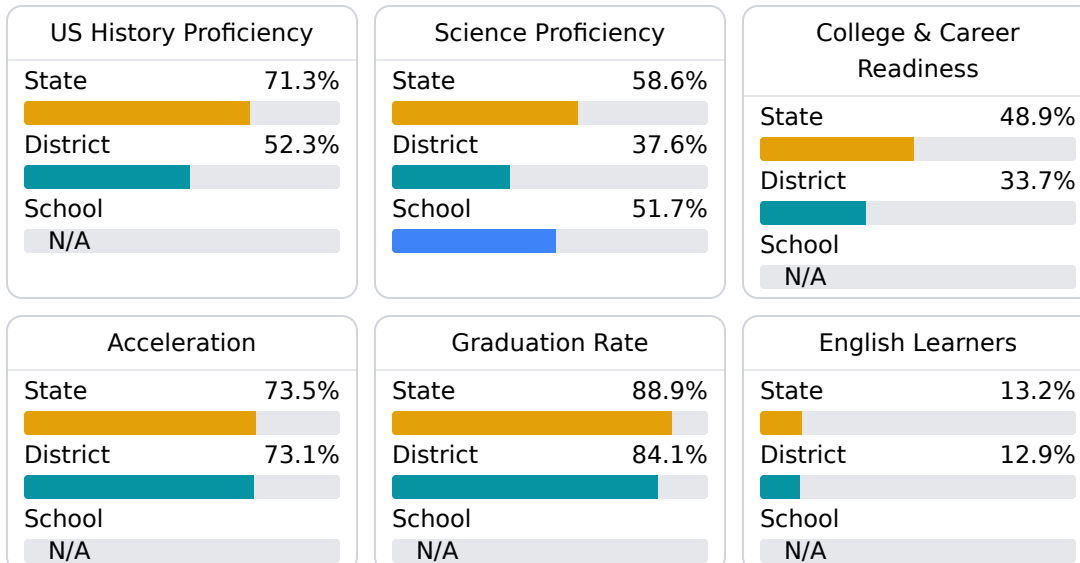 US History Proficiency
State 71.3%
District 52.3%
School
N/A
Science Proficiency
State 58.6%
District 37.6%
School 51.7%
College & Career
Readiness
State 48.9%
District 33.7%
School
N/A
Acceleration
State 73.5%
District 73.1%
School
N/A
Graduation Rate
State 88.9%
District 84.1%
School
N/A
English Learners
State 13.2%
District 12.9%
School
N/A